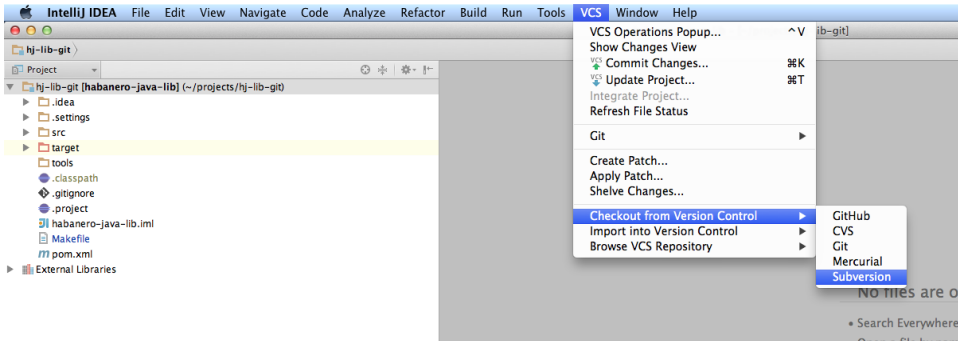 IntelliJ IDEA File Edit View Navigate Code Analyze Refactor Build Run Tools VCS Window Help
ib-git]
hj-lib-git
Project
hj-lib-git [habanero-java-lib] (~/projects/hj-lib-git)
.idea
.settings
src
target
tools
.classpath
.gitignore
.project
habanero-java-lib.iml
Makefile
pom.xml
External Libraries
VCS Operations Popup... ^V
Show Changes View
Commit Changes... ⌘K
Update Project... ⌘T
Integrate Project...
Refresh File Status
Git
Create Patch...
Apply Patch...
Shelve Changes...
Checkout from Version Control
Import into Version Control
Browse VCS Repository
GitHub
CVS
Git
Mercurial
Subversion
No files are o
• Search Everywhere